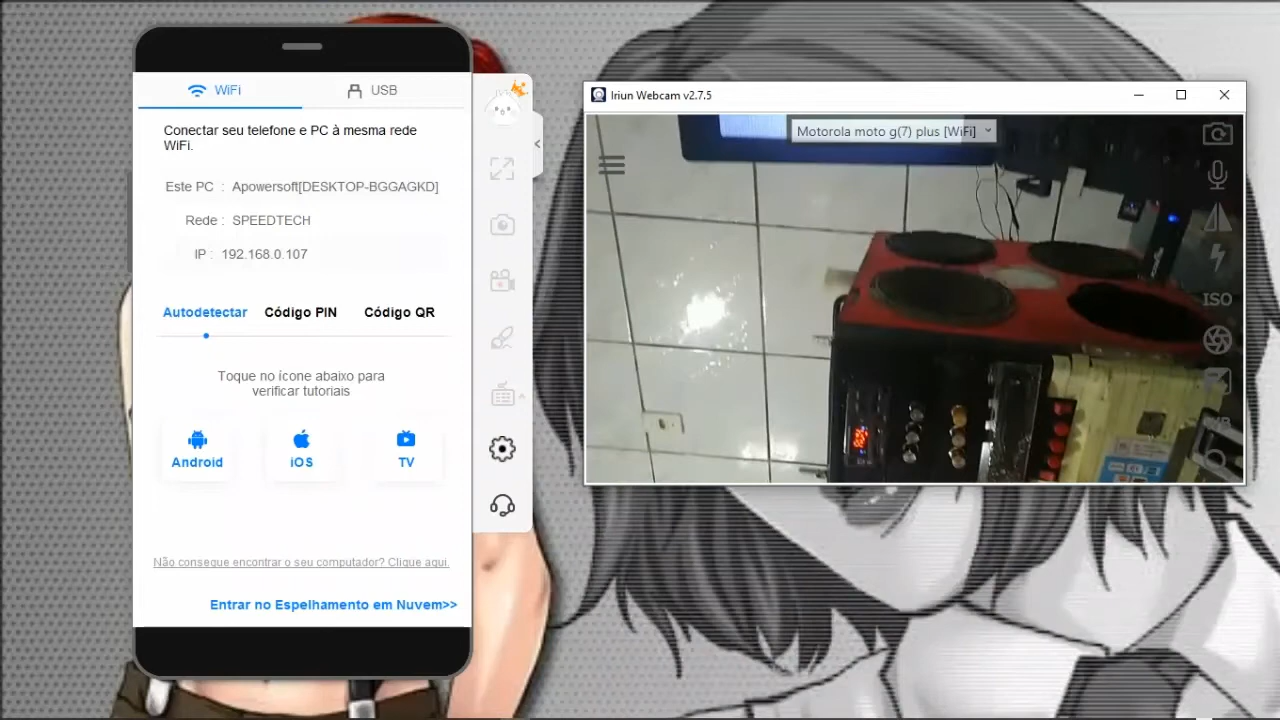 WiFi
USB
Conectar seu telefone e PC à mesma rede
WiFi.
Este PC : Apowersoft[DESKTOP-BGGAGKD]
Rede : SPEEDTECH
IP : 192.168.0.107
Autodetectar Código PIN Código QR
Toque no ícone abaixo para
verificar tutoriais
Android iOS TV
Não consegue encontrar o seu computador? Clique aqui.
Entrar no Espelhamento em Nuvem>>
Iriun Webcam v2.7.5
Motorola moto g(7) plus [WiFi]
ISO